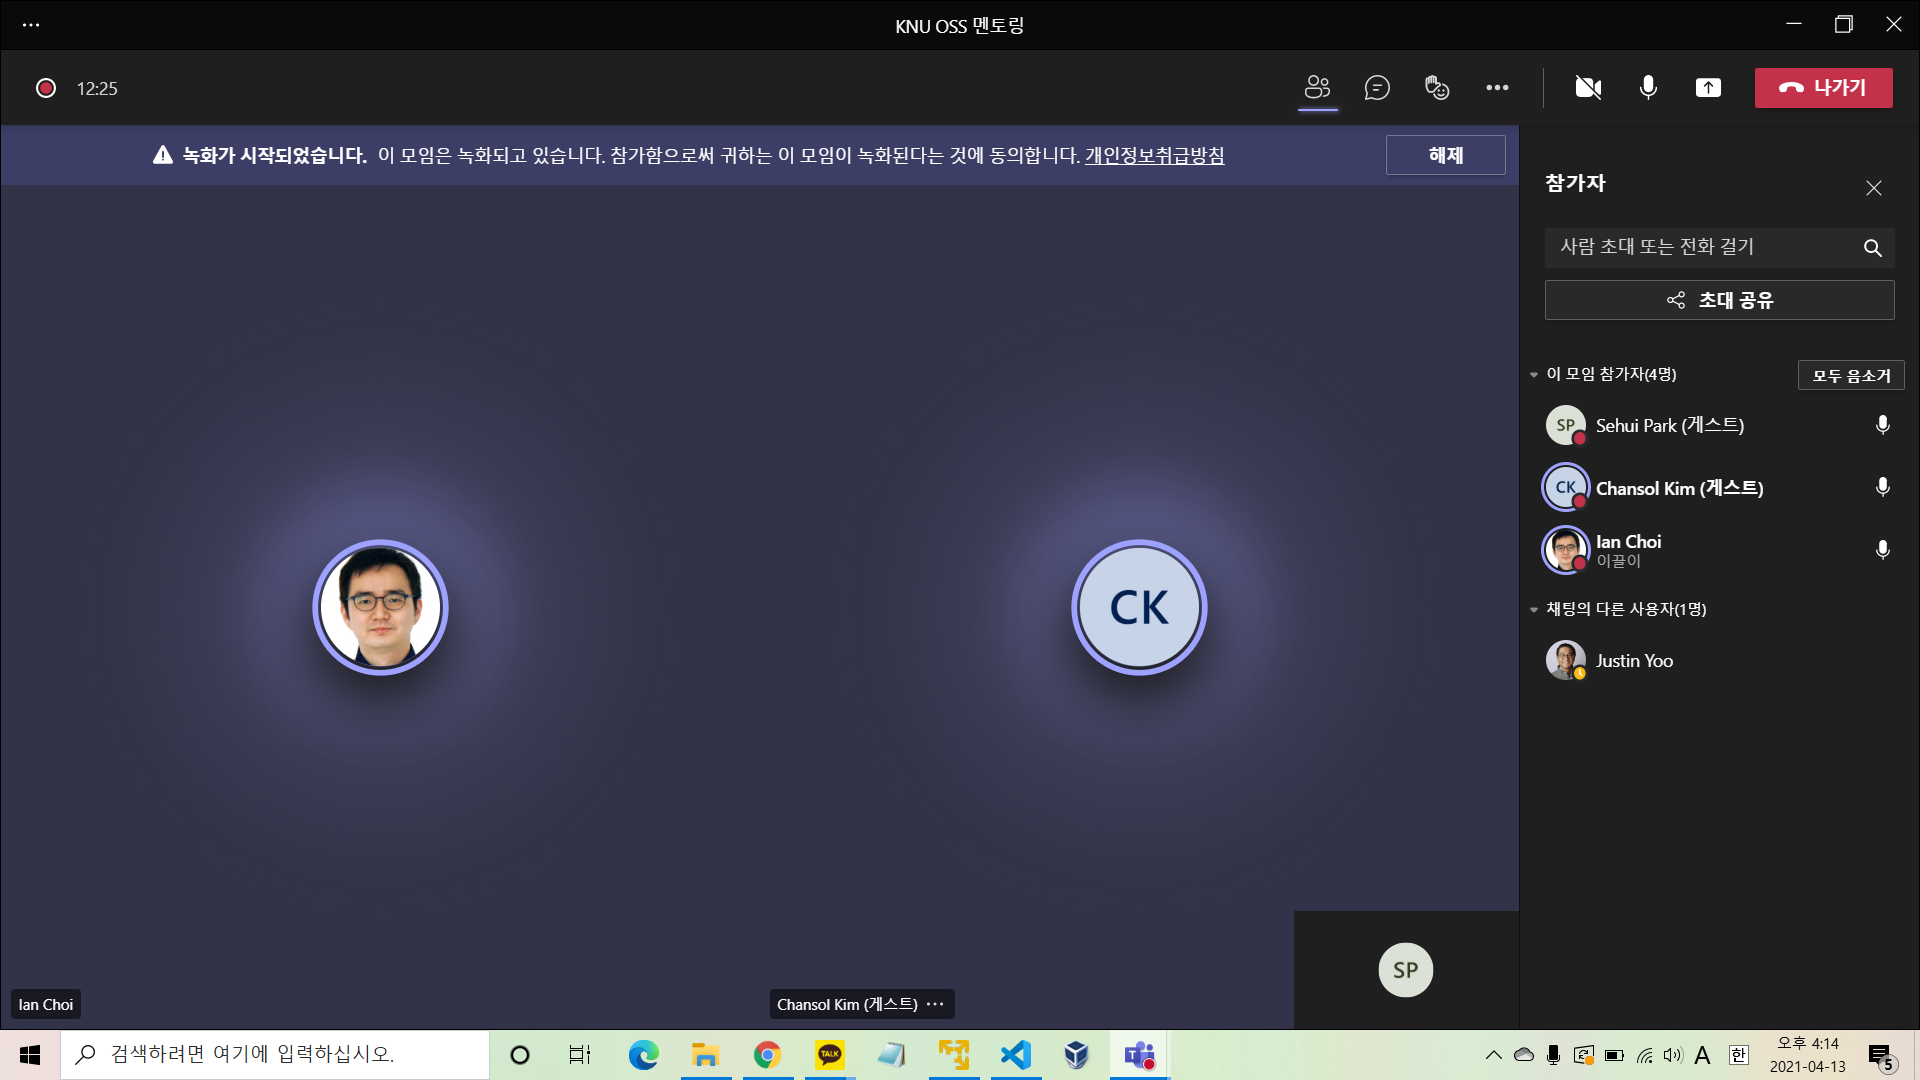 KNU OSS 멘토링
12:25
나가기
녹화가 시작되었습니다. 이 모임은 녹화되고 있습니다. 참가함으로써 귀하는 이 모임이 녹화된다는 것에 동의합니다. 개인정보취급방침
해제
참가자
사람 초대 또는 전화 걸기
초대 공유
이 모임 참가자(4명)
모두 음소거
SP
Sehui Park (게스트)
CK
Chansol Kim (게스트)
Ian Choi
이끌이
채팅의 다른 사용자(1명)
Justin Yoo
CK
SP
Ian Choi
Chansol Kim (게스트)
검색하려면 여기에 입력하십시오.
TALK
T
A
한
오후 4:14
2021-04-13
5